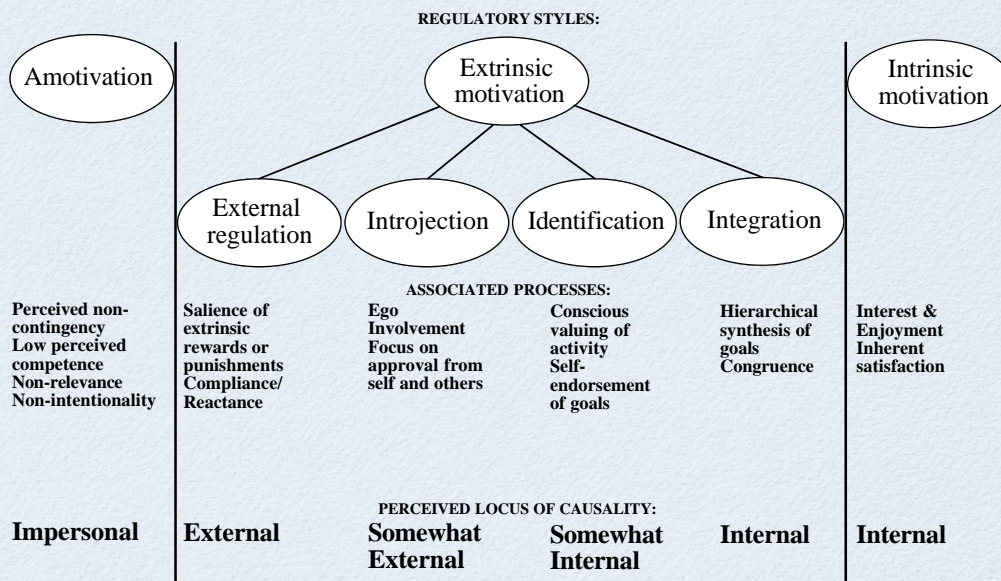 REGULATORY STYLES:
Amotivation
Extrinsic
motivation
Intrinsic
motivation
External
regulation
Introjection
Identification
Integration
ASSOCIATED PROCESSES:
Perceived non-
contingency
Low perceived
competence
Non-relevance
Non-intentionality
Salience of
extrinsic
rewards or
punishments
Compliance/
Reactance
Ego
Involvement
Focus on
approval from
self and others
Conscious
valuing of
activity
Self-
endorsement
of goals
Hierarchical
synthesis of
goals
Congruence
Interest &
Enjoyment
Inherent
satisfaction
PERCEIVED LOCUS OF CAUSALITY:
Impersonal
External
Somewhat
External
Somewhat
Internal
Internal
Internal